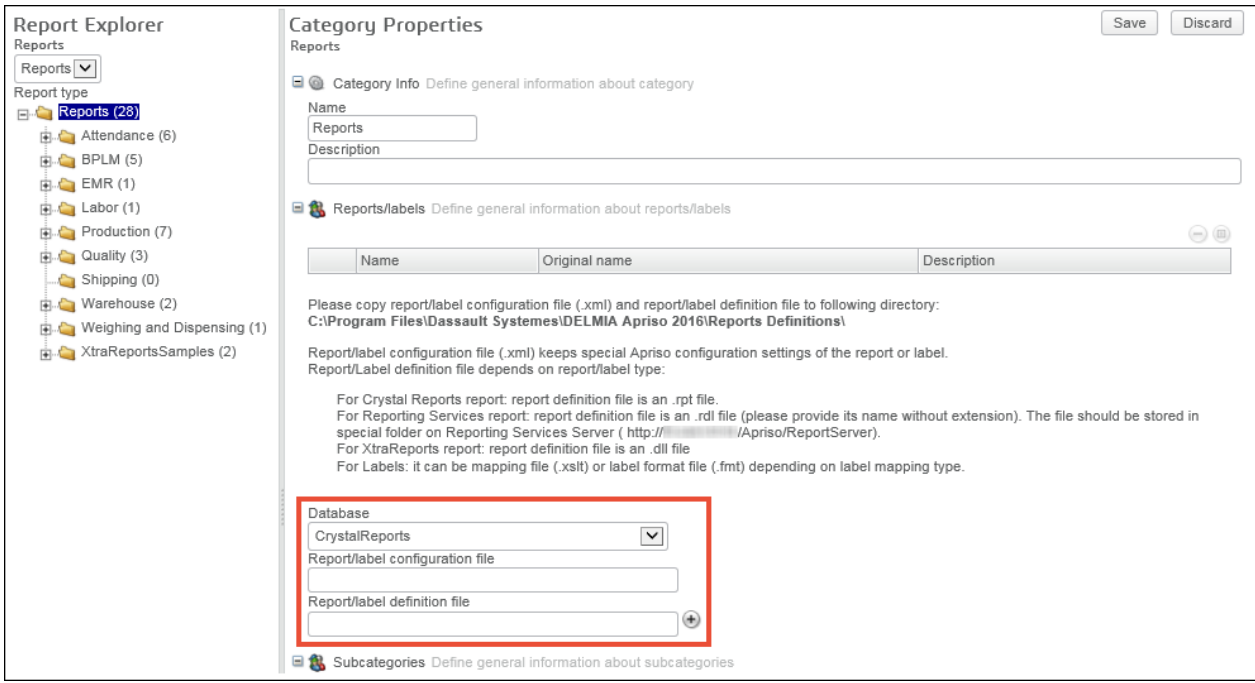 Report Explorer
Reports
Reports
Report type
Reports (28)
Attendance (6)
BPLM (5)
EMR (1)
Labor (1)
Production (7)
Quality (3)
Shipping (0)
Warehouse (2)
Weighing and Dispensing (1)
XtraReportsSamples (2)
Category Properties
Save Discard
Reports
Category Info Define general information about category
Name
Reports
Description
Reports/labels Define general information about reports/labels
Name Original name Description
Please copy report/label configuration file (.xml) and report/label definition file to following directory:
C:\Program Files\Dassault Systemes\DELMIA Apriso 2016\Reports Definitions\
Report/label configuration file (.xml) keeps special Apriso configuration settings of the report or label.
Report/Label definition file depends on report/label type:
For Crystal Reports report: report definition file is an .rpt file.
For Reporting Services report: report definition file is an .rdl file (please provide its name without extension). The file should be stored in
special folder on Reporting Services Server ( http:// /Apriso/ReportServer).
For XtraReports report: report definition file is an .dll file
For Labels: it can be mapping file (.xslt) or label format file (.fmt) depending on label mapping type.
Database
CrystalReports
Report/label configuration file
Report/label definition file
Subcategories Define general information about subcategories